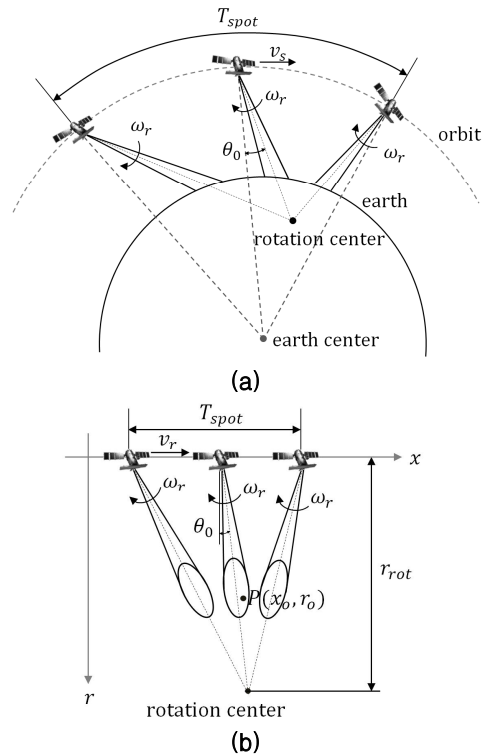 T_spot
v_s
ω_r
ω_r
ω_r
orbit
θ_0
earth
rotation center
earth center
(a)
T_spot
v_r
x
ω_r
ω_r
ω_r
θ_0
r_rot
P(x_o, r_o)
r
rotation center
(b)